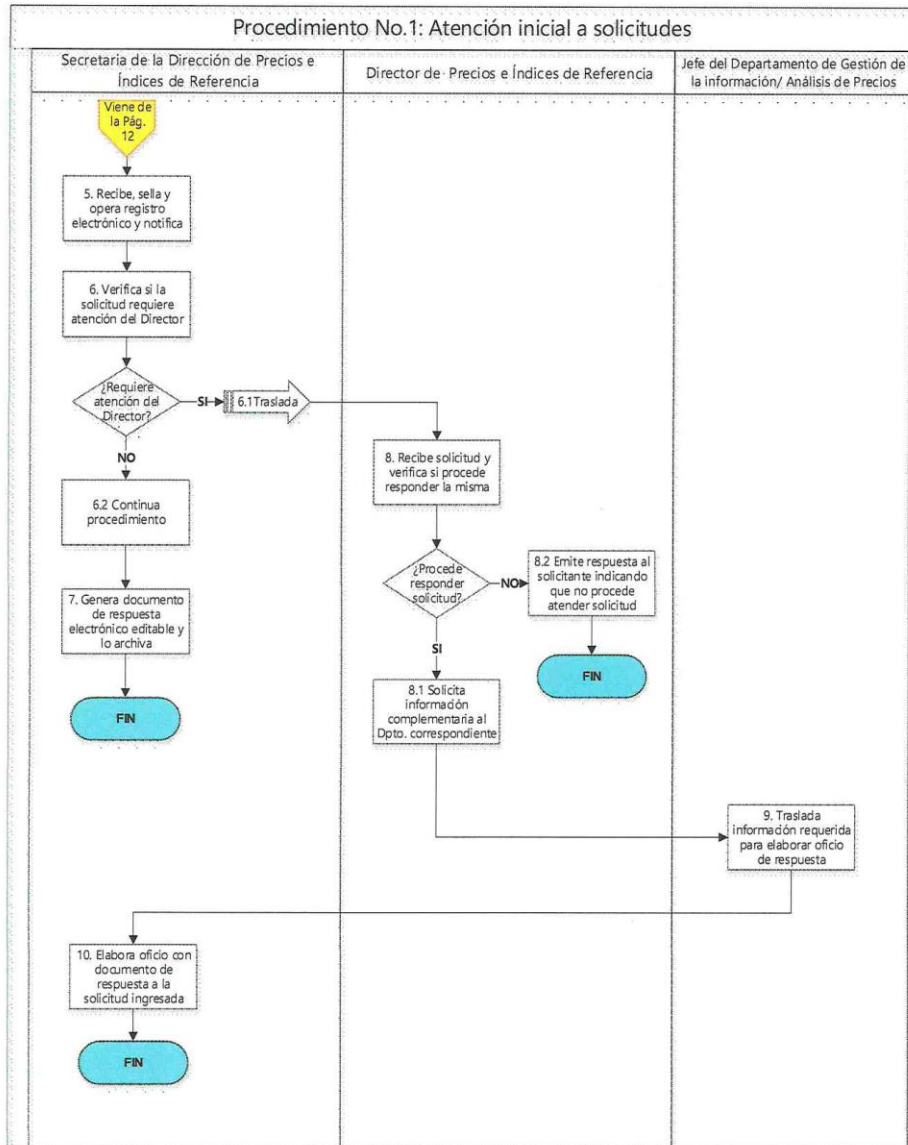 Procedimiento No.1: Atención inicial a solicitudes
Secretaria de la Dirección de Precios e
Índices de Referencia
Director de Precios e Índices de Referencia
Jefe del Departamento de Gestión de
la información/ Análisis de Precios
Viene de
la Pág.
12
5. Recibe, sella y
opera registro
electrónico y notifica
6. Verifica si la
solicitud requiere
atención del Director
¿Requiere
atención del
Director?
SI
6.1Traslada
NO
6.2 Continua
procedimiento
7. Genera documento
de respuesta
electrónico editable y
lo archiva
FIN
8. Recibe solicitud y
verifica si procede
responder la misma
¿Procede
responder
solicitud?
NO
8.2 Emite respuesta al
solicitante indicando
que no procede
atender solicitud
FIN
SI
8.1 Solicita
información
complementaria al
Dpto. correspondiente
9. Traslada
información requerida
para elaborar oficio
de respuesta
10. Elabora oficio con
documento de
respuesta a la
solicitud ingresada
FIN